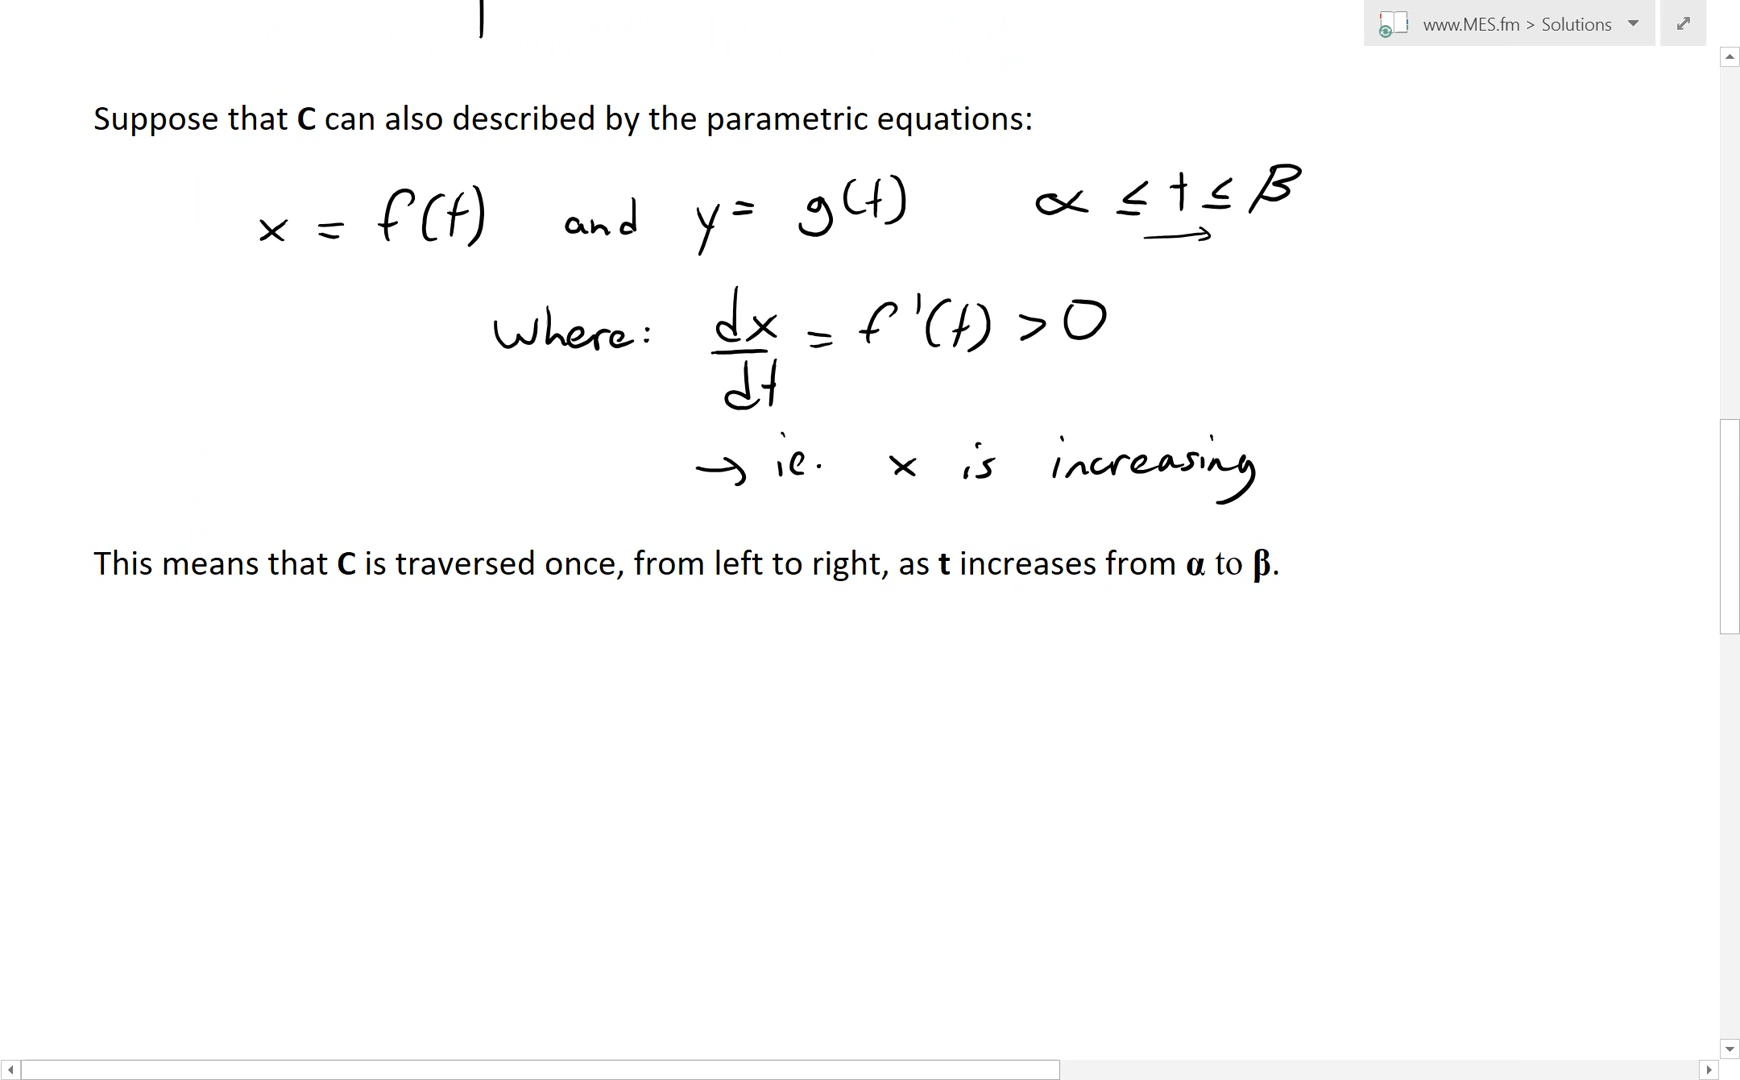 www.MES.fm > Solutions
Suppose that C can also described by the parametric equations:
x = f(t) and y = g(t) α ≤ t ≤ β
where: dx/dt = f'(t) > 0
→ ie. x is increasing
This means that C is traversed once, from left to right, as t increases from α to β.